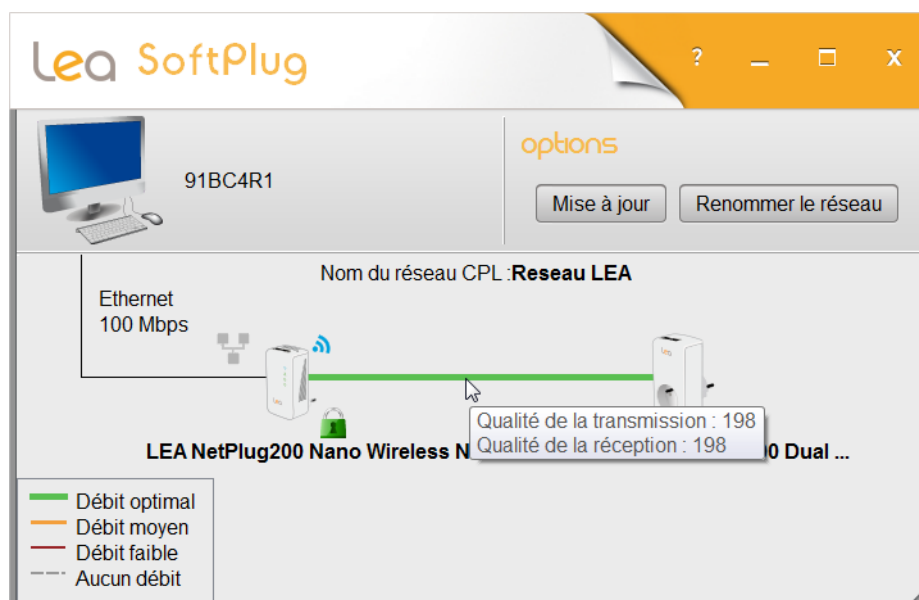 Lea SoftPlug
?
X
91BC4R1
options
Mise à jour
Renommer le réseau
Nom du réseau CPL :Reseau LEA
Ethernet
100 Mbps
Lea
Lea
Qualité de la transmission : 198
Qualité de la réception : 198
LEA NetPlug200 Nano Wireless N
0 Dual ...
Débit optimal
Débit moyen
Débit faible
Aucun débit